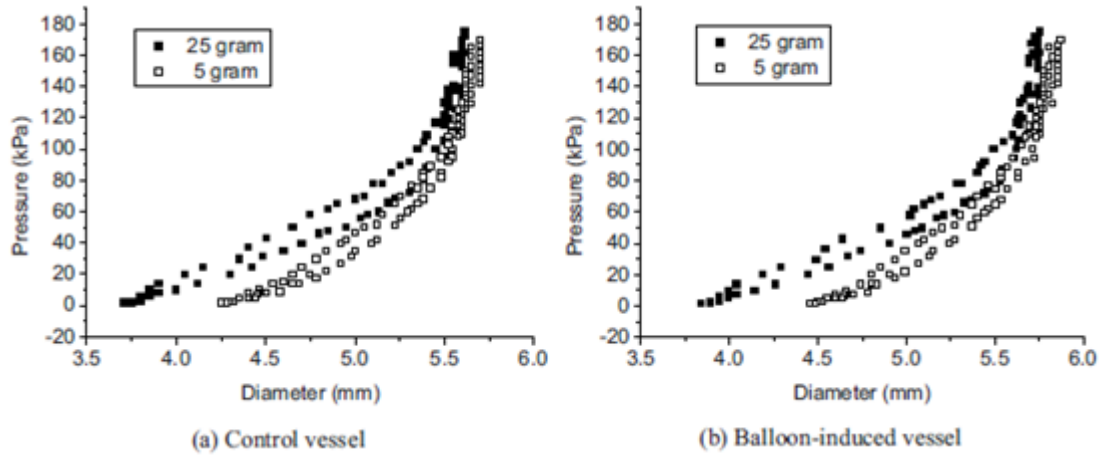 180
160
140
120
100
80
60
40
20
0
-20
Pressure (kPa)
25 gram
5 gram
3.5 4.0 4.5 5.0 5.5 6.0
Diameter (mm)
(a) Control vessel
180
160
140
120
100
80
60
40
20
0
-20
Pressure (kPa)
25 gram
5 gram
3.5 4.0 4.5 5.0 5.5 6.0
Diameter (mm)
(b) Balloon-induced vessel